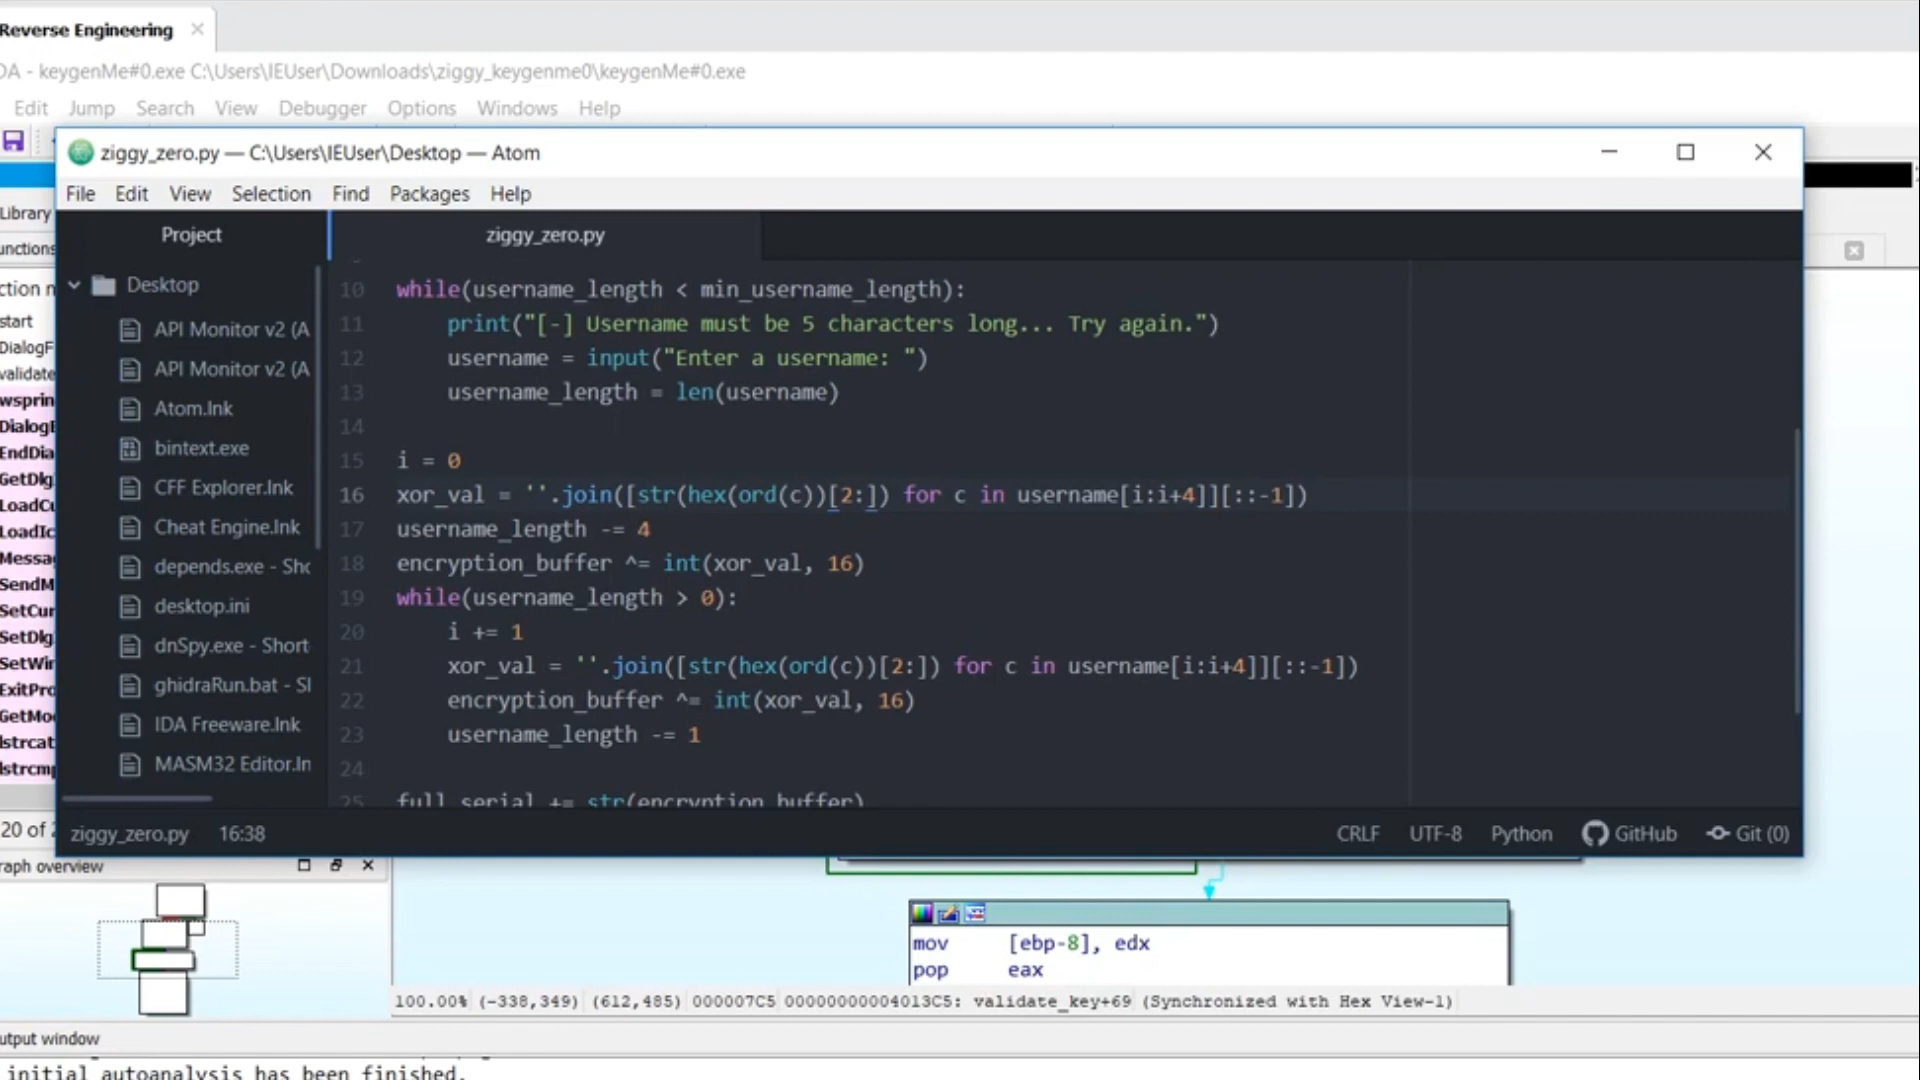 Reverse Engineering
DA - keygenMe#0.exe C:\Users\IEUser\Downloads\ziggy_keygenme0\keygenMe#0.exe
Edit Jump Search View Debugger Options Windows Help
ziggy_zero.py — C:\Users\IEUser\Desktop — Atom
File Edit View Selection Find Packages Help
Library
unctions
ction n
start
DialogF
validate
wsprin
DialogB
EndDia
GetDlg
LoadCu
LoadIc
Messa
SendM
SetCur
SetDlg
SetWir
ExitPro
GetMo
lstrcat
lstrcmp
20 of
Project
Desktop
API Monitor v2 (A
API Monitor v2 (A
Atom.lnk
bintext.exe
CFF Explorer.lnk
Cheat Engine.lnk
depends.exe - Sho
desktop.ini
dnSpy.exe - Short
ghidraRun.bat - Sl
IDA Freeware.lnk
MASM32 Editor.ln
ziggy_zero.py
10 while(username_length < min_username_length):
11 print("[-] Username must be 5 characters long... Try again.")
12 username = input("Enter a username: ")
13 username_length = len(username)
14
15 i = 0
16 xor_val = ''.join([str(hex(ord(c))[2:]) for c in username[i:i+4]][::-1])
17 username_length -= 4
18 encryption_buffer ^= int(xor_val, 16)
19 while(username_length > 0):
20 i += 1
21 xor_val = ''.join([str(hex(ord(c))[2:]) for c in username[i:i+4]][::-1])
22 encryption_buffer ^= int(xor_val, 16)
23 username_length -= 1
24
25 full_serial += str(encryption_buffer)
ziggy_zero.py 16:38 CRLF UTF-8 Python GitHub Git (0)
raph overview
mov [ebp-8], edx
pop eax
100.00% (-338,349) (612,485) 000007C5 00000000004013C5: validate_key+69 (Synchronized with Hex View-1)
utput window
initial autoanalysis has been finished.